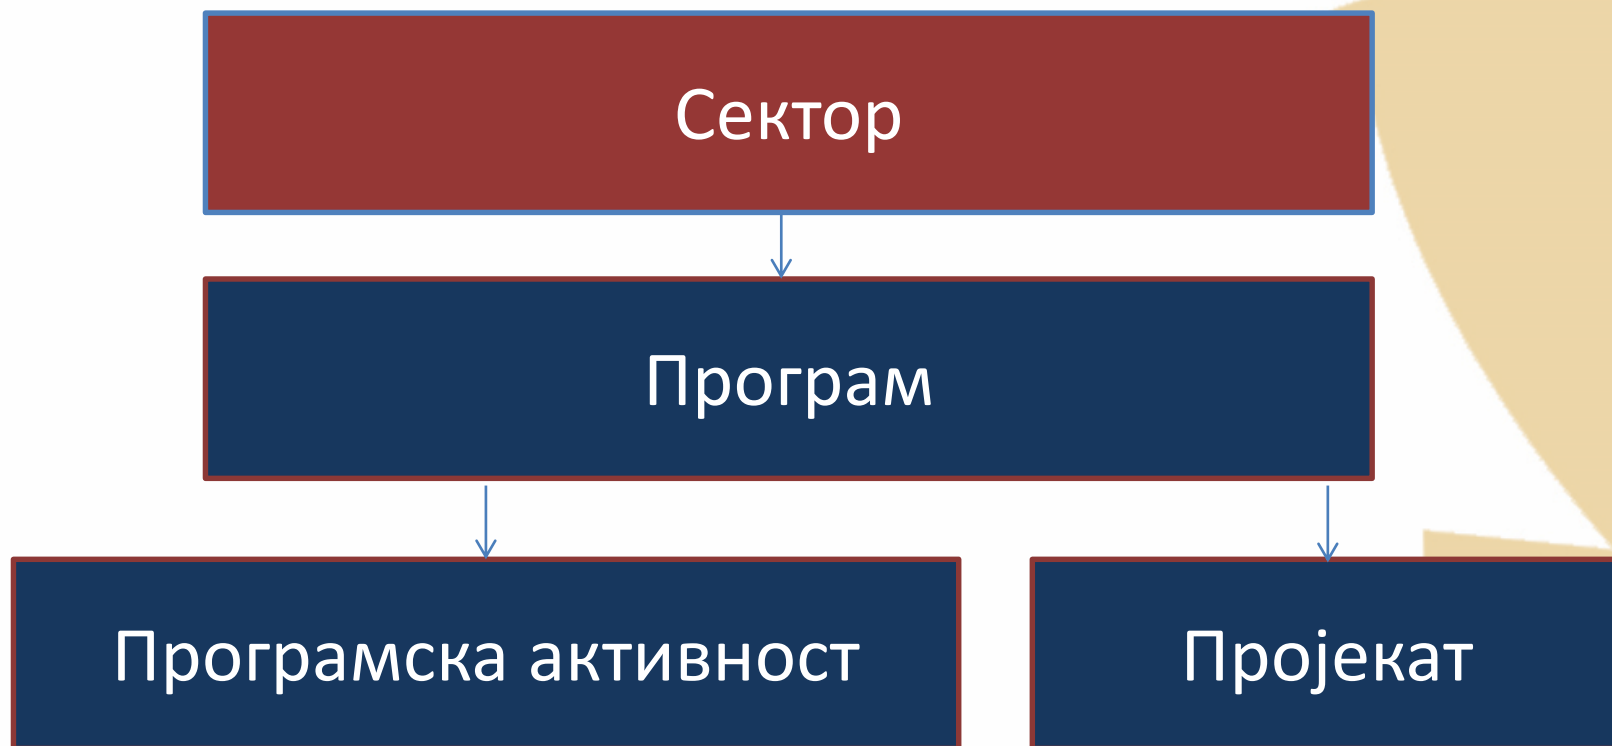 Сектор
Програм
Програмска активност
Пројекат